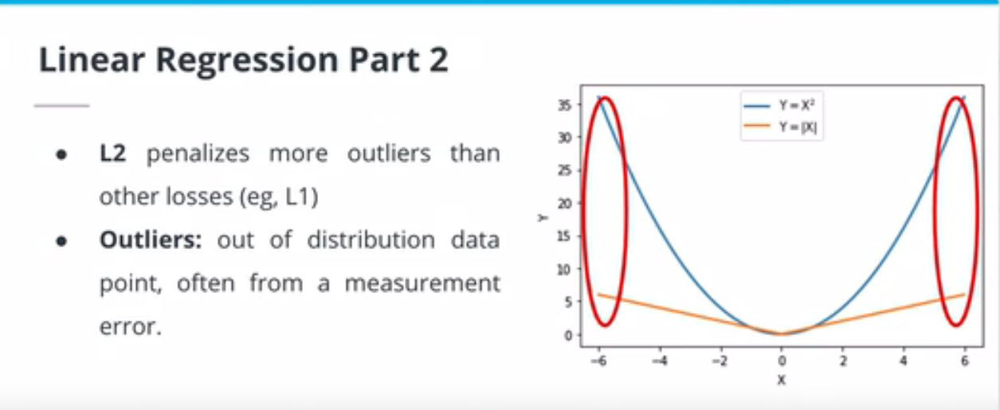 Linear Regression Part 2
● L2 penalizes more outliers than
other losses (eg, L1)
● Outliers: out of distribution data
point, often from a measurement
error.
Y=X²
Y=|X|
35
30
25
20
15
10
5
0
Y
−6 −4 −2 0 2 4 6
X